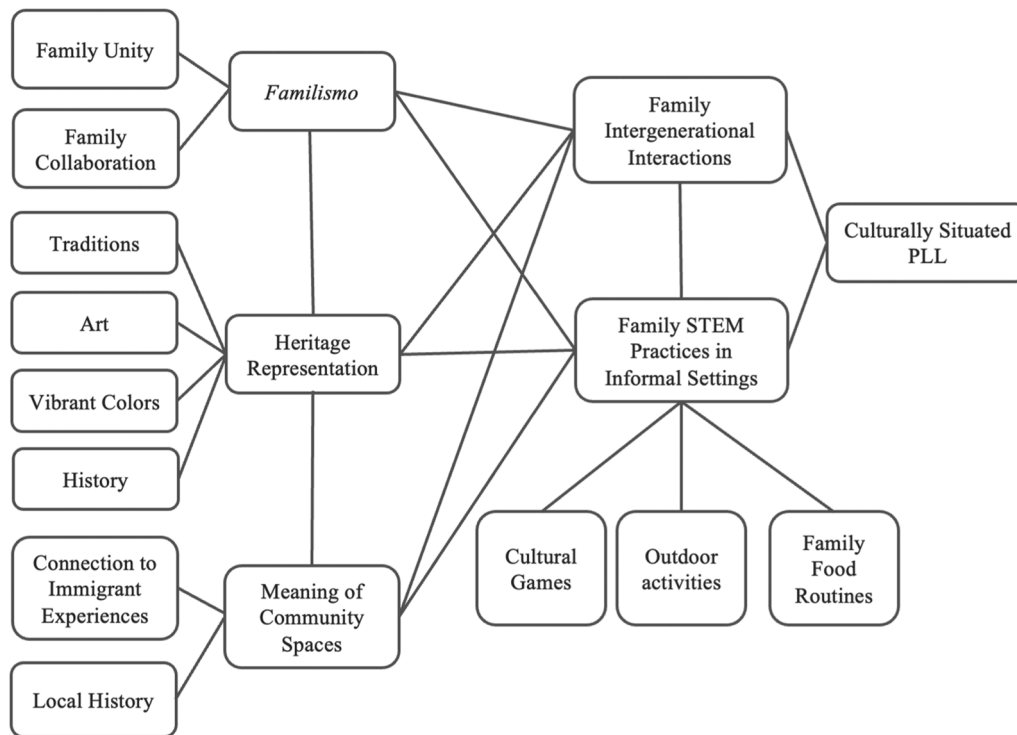 Family Unity
Family
Collaboration
Traditions
Art
Vibrant Colors
History
Connection to
Immigrant
Experiences
Local History
Familismo
Heritage
Representation
Meaning of
Community
Spaces
Family
Intergenerational
Interactions
Family STEM
Practices in
Informal Settings
Cultural
Games
Outdoor
activities
Family
Food
Routines
Culturally Situated
PLL